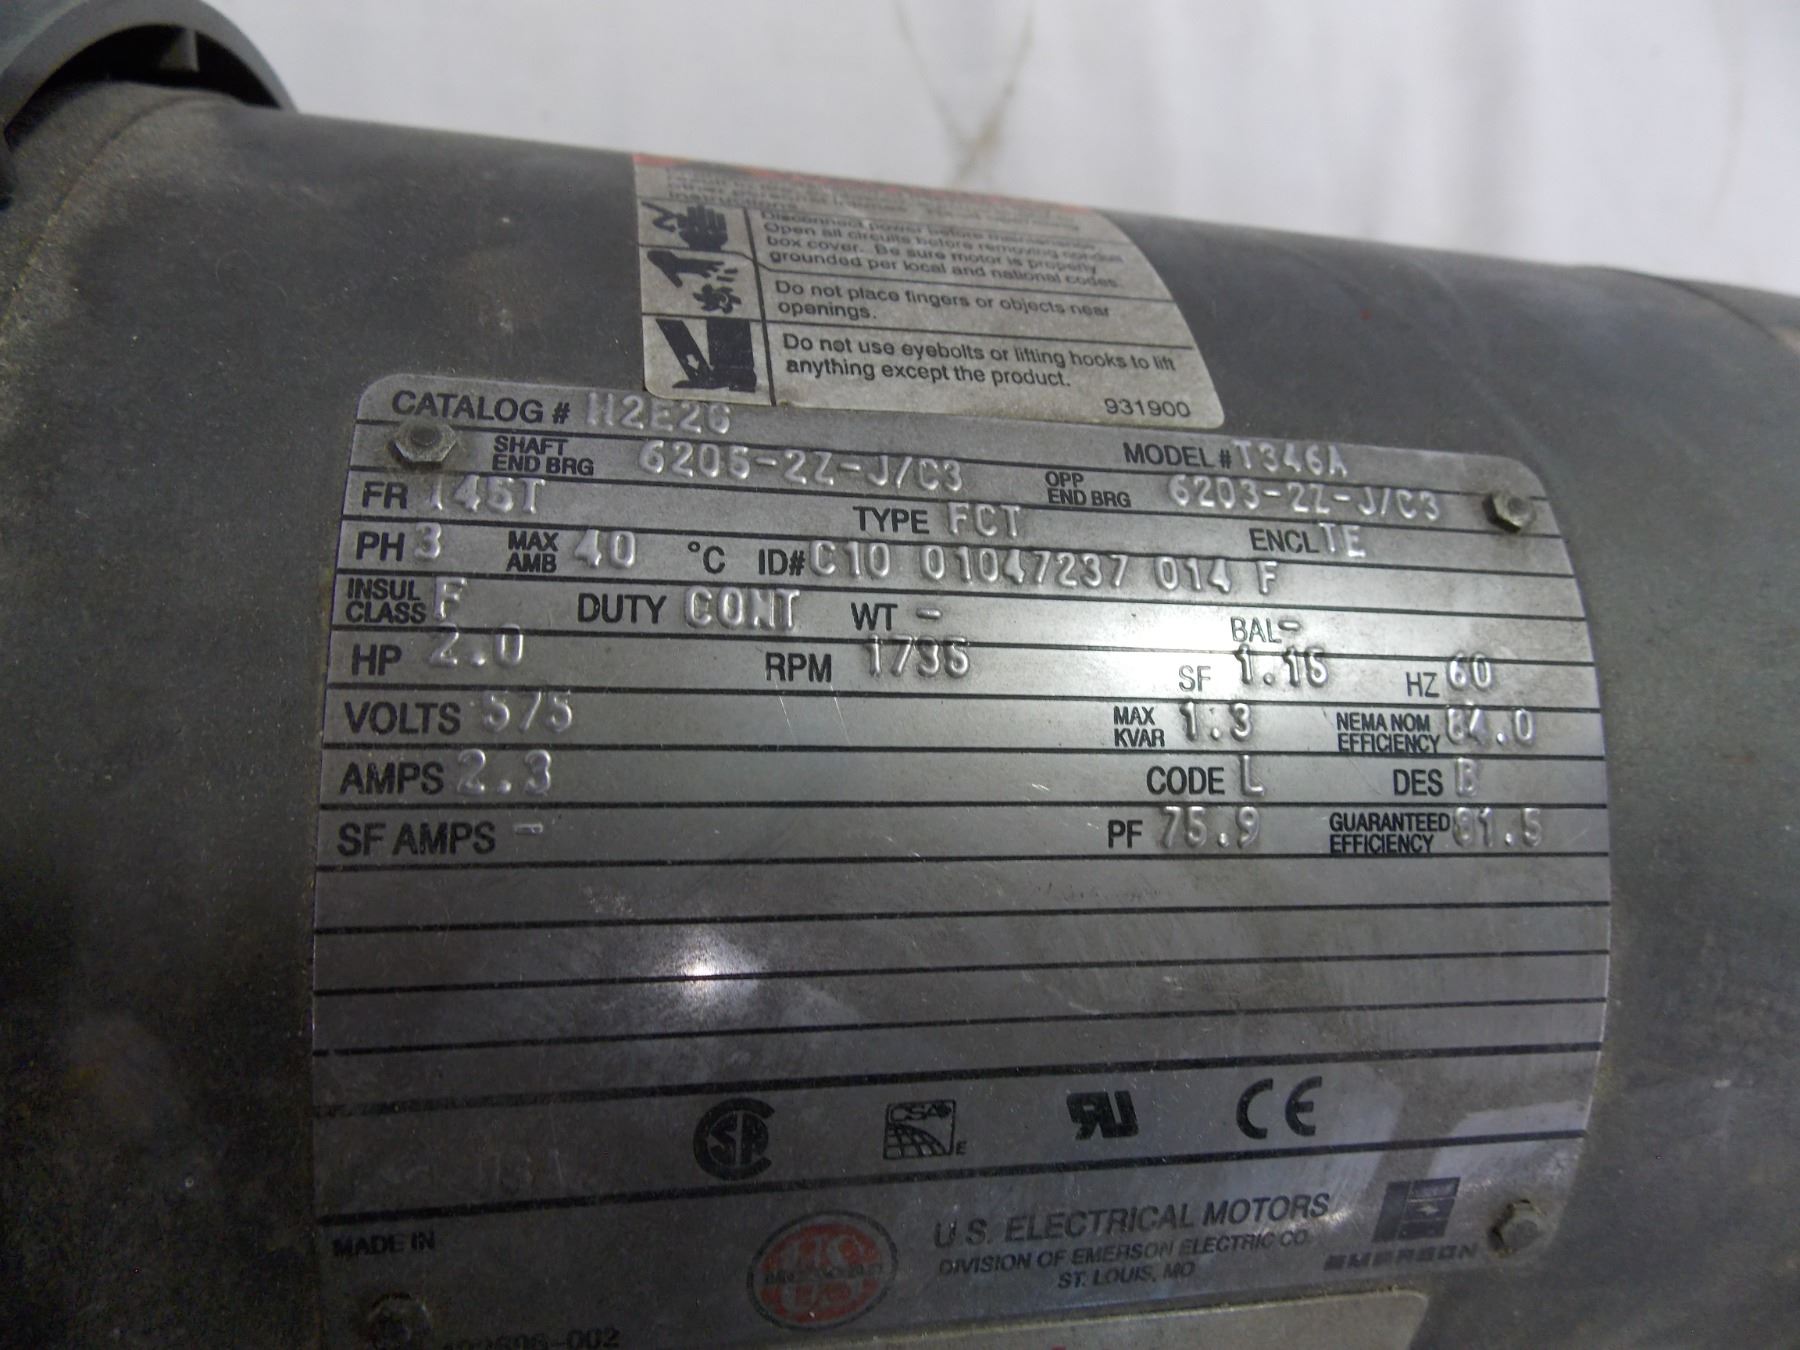 Disconnect power before maintenance
Open all circuits before removing conduit
box cover. Be sure motor is properly
grounded per local and national codes.
Do not place fingers or objects near
openings.
Do not use eyebolts or lifting hooks to lift
anything except the product.
931900
CATALOG # H2E2G
MODEL # T346A
SHAFT END BRG 6205-2Z-J/C3
OPP END BRG 6203-2Z-J/C3
FR 145T TYPE FCT ENCL TE
PH 3 MAX AMB 40 °C ID# C10 01047237 014 F
INSUL CLASS F DUTY CONT WT - BAL -
HP 2.0 RPM 1735 SF 1.15 HZ 60
VOLTS 575 MAX KVAR 1.3 NEMA NOM EFFICIENCY 84.0
AMPS 2.3 CODE L DES B
SF AMPS - PF 75.9 GUARANTEED EFFICIENCY 81.5
CSA E CE
MADE IN
U.S. ELECTRICAL MOTORS
DIVISION OF EMERSON ELECTRIC CO.
ST. LOUIS, MO
EMERSON